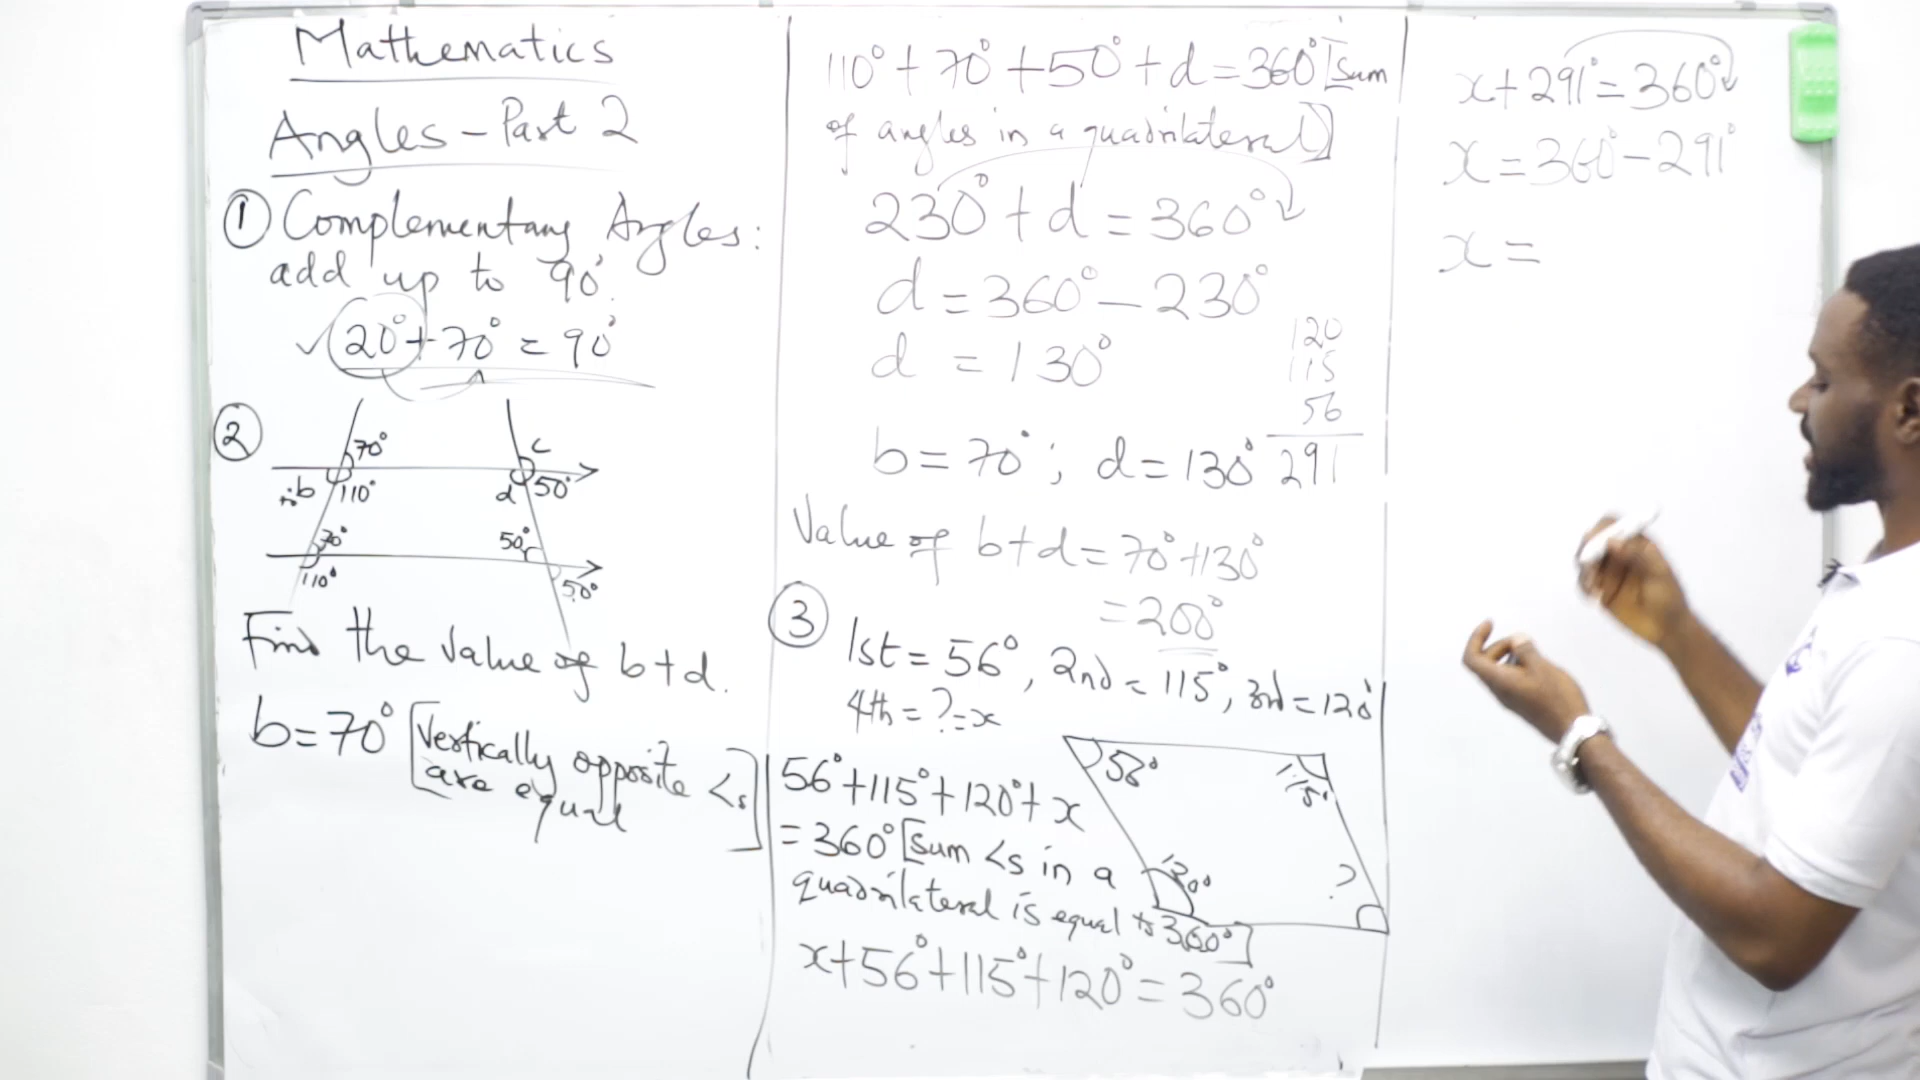 Mathematics
Angles - Part 2
① Complementary Angles:
add up to 90°.
✓ 20° + 70° = 90°
②
70°
c
b
110°
d
50°
70°
50°
110°
50°
Find the value of b+d.
b = 70° [Vertically opposite <s
are equal]
110° + 70° + 50° + d = 360° [sum
of angles in a quadrilateral]
230° + d = 360°
d = 360° - 230°
d = 130°
120
115
56
291
b = 70° ; d = 130°
Value of b+d = 70° + 130°
= 200°
③ 1st = 56°, 2nd = 115°, 3rd = 120°
4th = ? = x
56° + 115° + 120° + x
= 360° [sum <s in a
quadrilateral is equal to 360°]
56°
115°
120°
?
x + 56° + 115° + 120° = 360°
x + 291° = 360°
x = 360° - 291°
x =